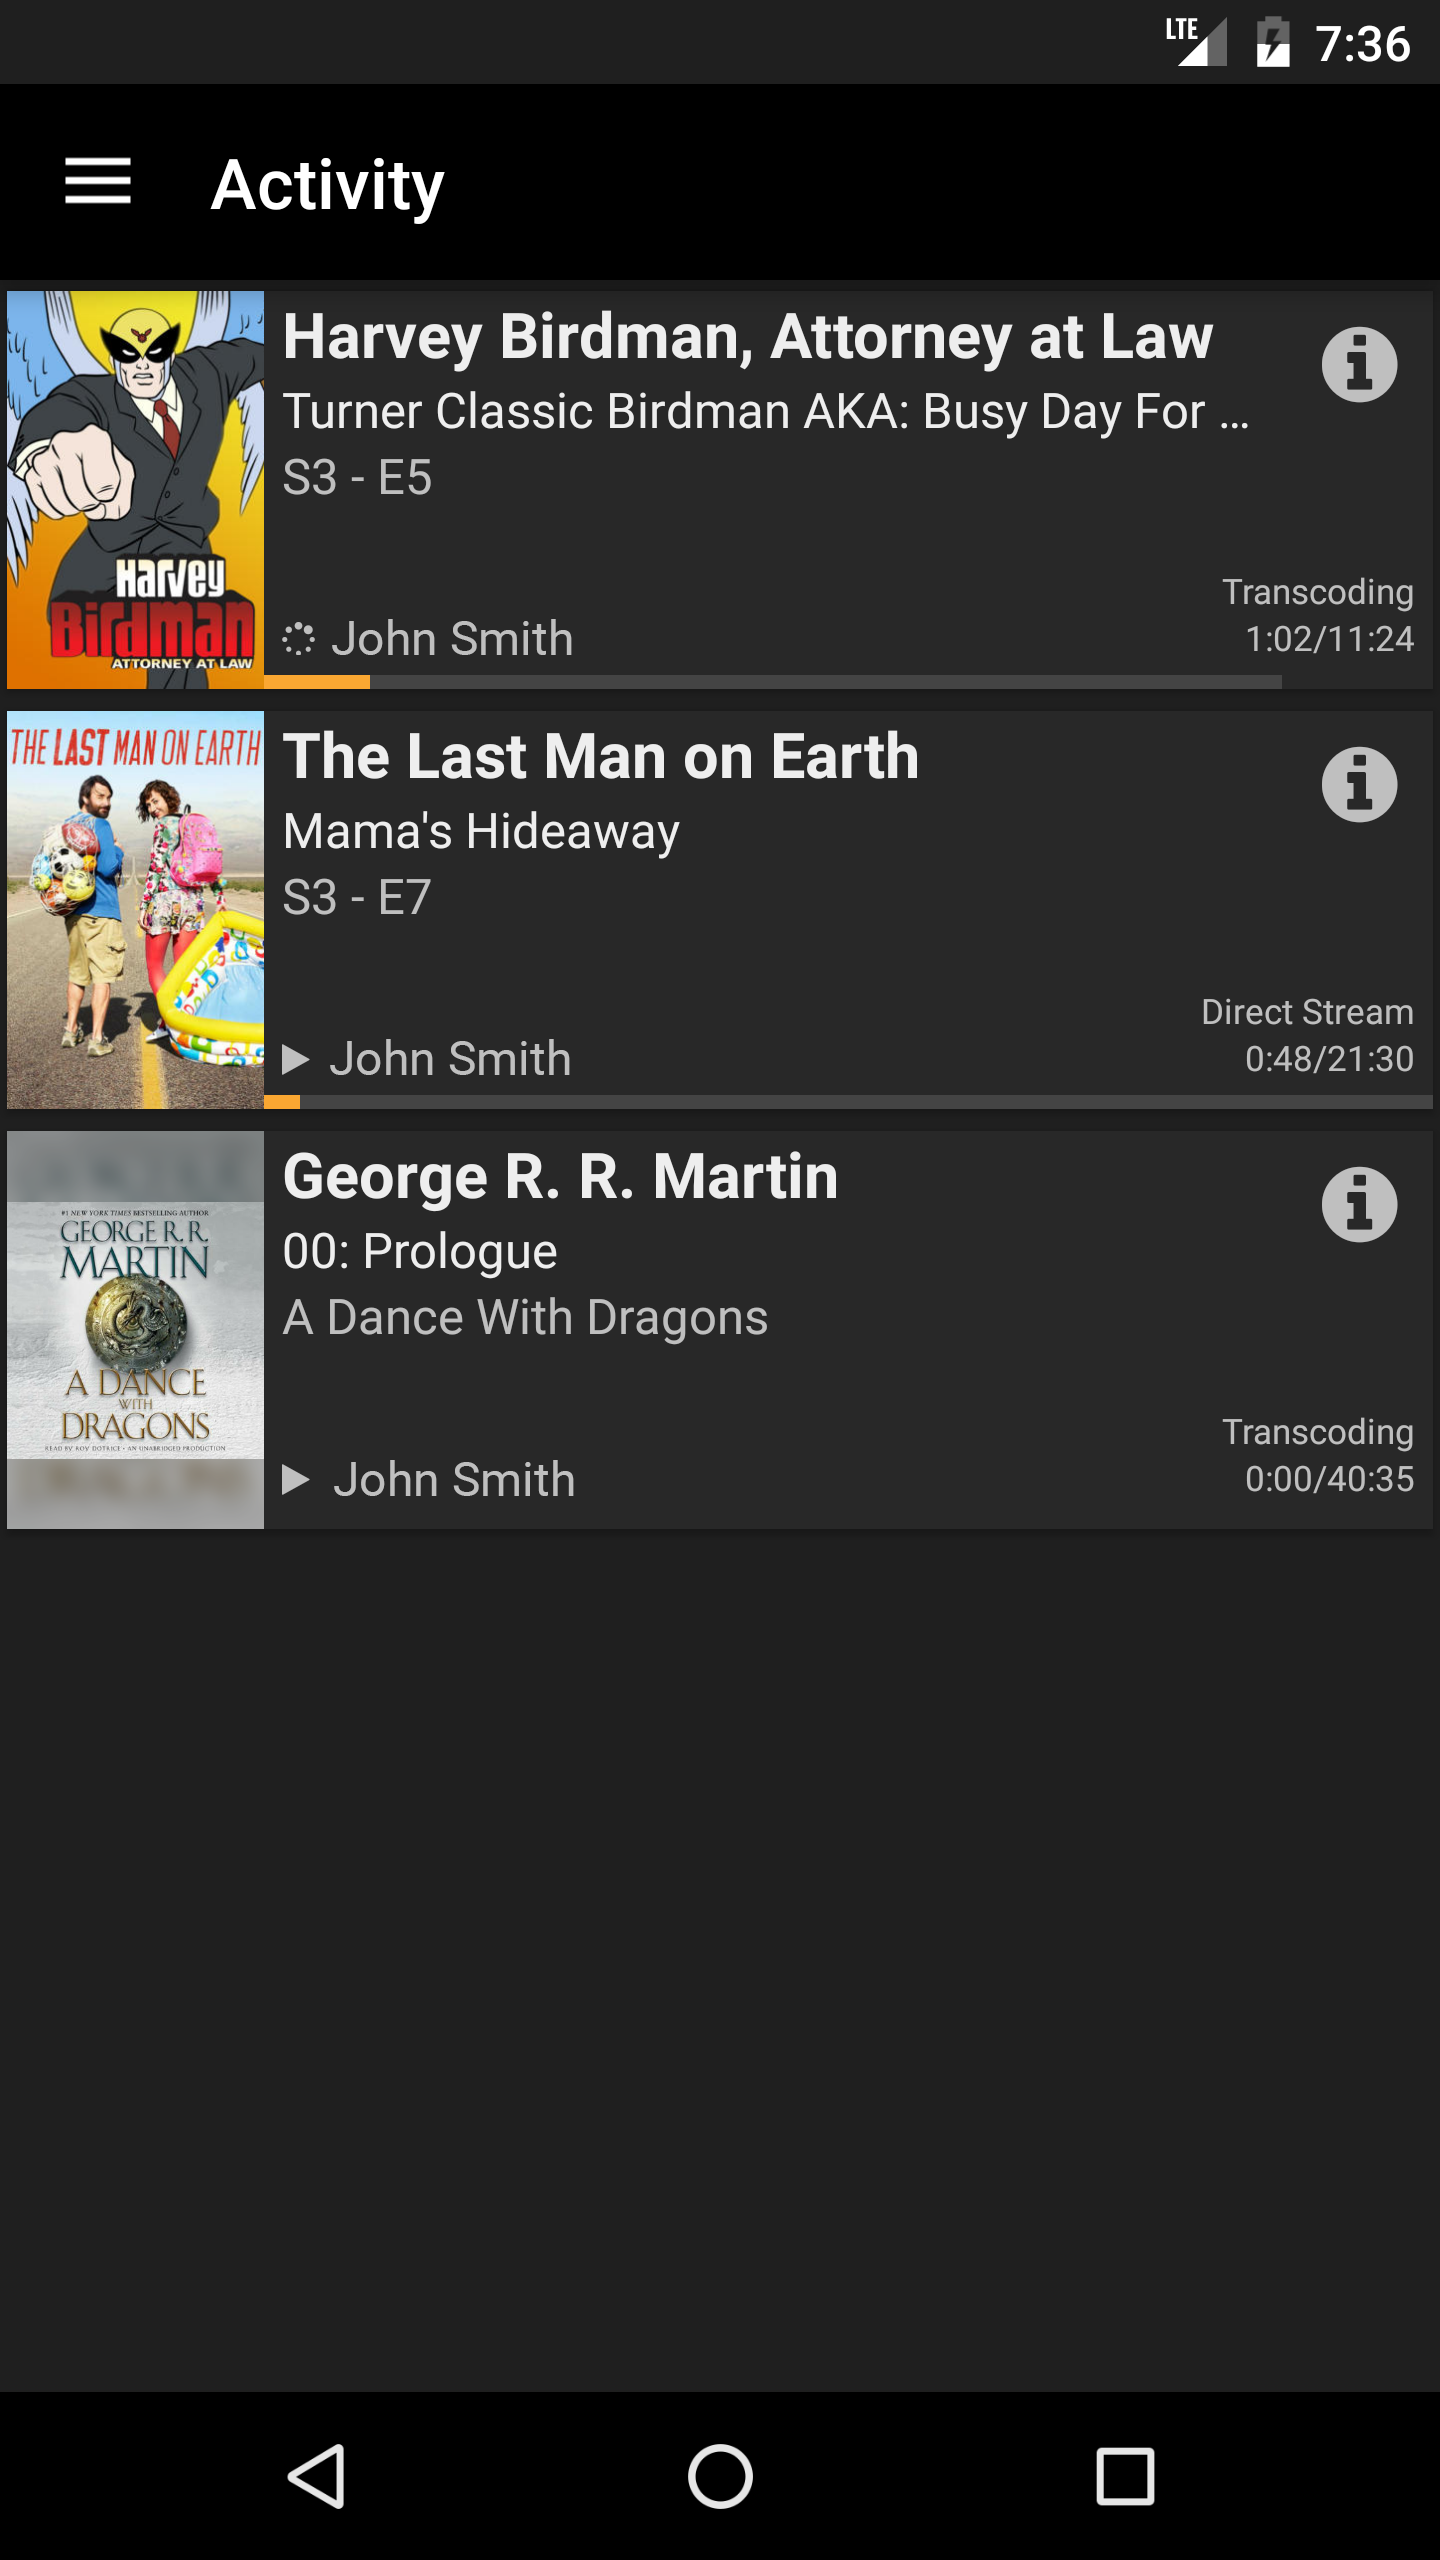 LTE 7:36
Activity
Harvey Birdman, Attorney at Law
Turner Classic Birdman AKA: Busy Day For ...
S3 - E5
Transcoding
John Smith 1:02/11:24
Harvey
Birdman
ATTORNEY AT LAW
The Last Man on Earth
THE LAST MAN ON EARTH
Mama's Hideaway
S3 - E7
Direct Stream
John Smith 0:48/21:30
George R. R. Martin
00: Prologue
A Dance With Dragons
Transcoding
John Smith 0:00/40:35
#1 NEW YORK TIMES BESTSELLING AUTHOR
GEORGE R.R.
MARTIN
A DANCE
WITH
DRAGONS
READ BY ROY DOTRICE • AN UNABRIDGED PRODUCTION